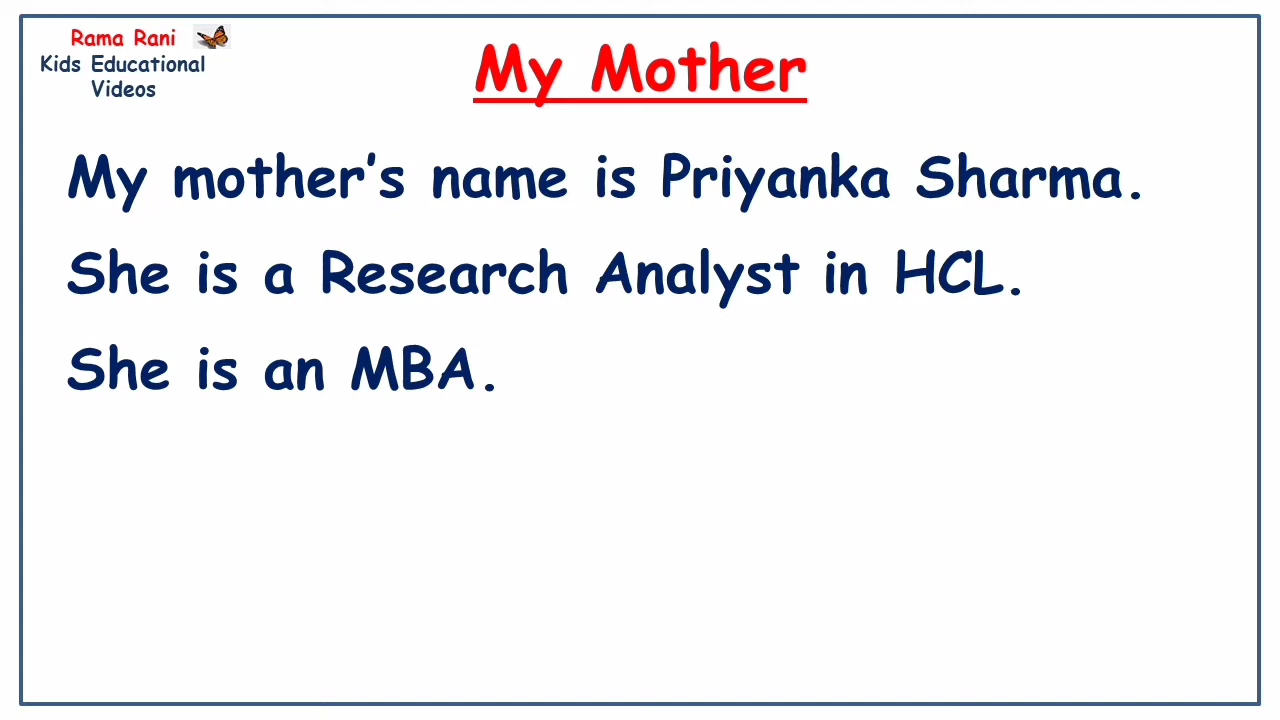 Rama Rani
Kids Educational
Videos
My Mother
My mother’s name is Priyanka Sharma.
She is a Research Analyst in HCL.
She is an MBA.